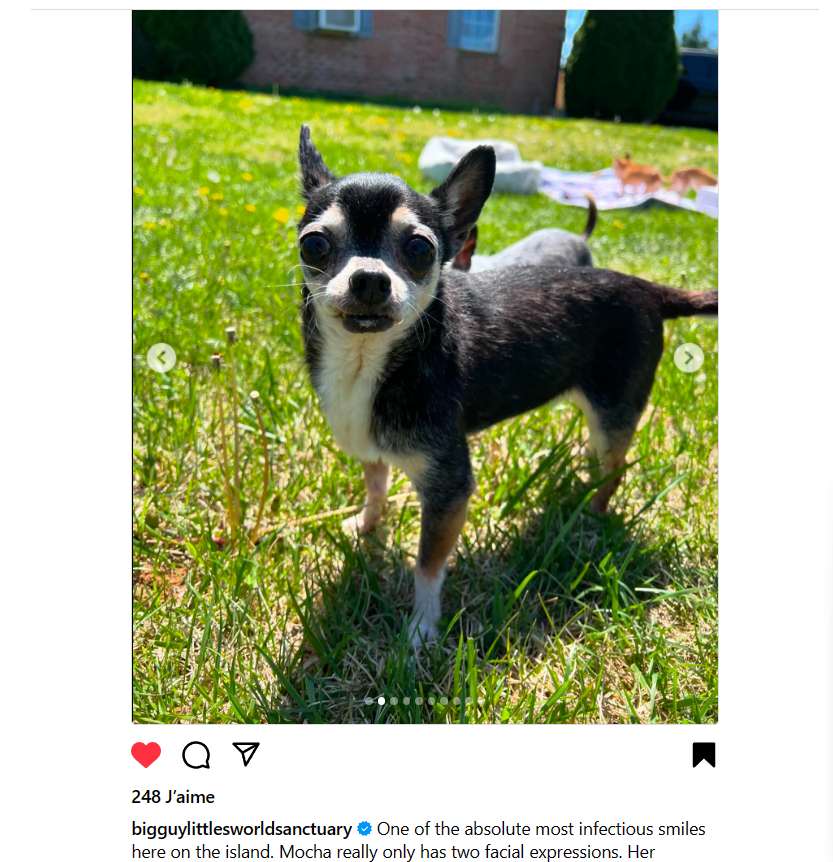 248 J’aime
bigguylittlesworldsanctuary One of the absolute most infectious smiles
here on the island. Mocha really only has two facial expressions. Her